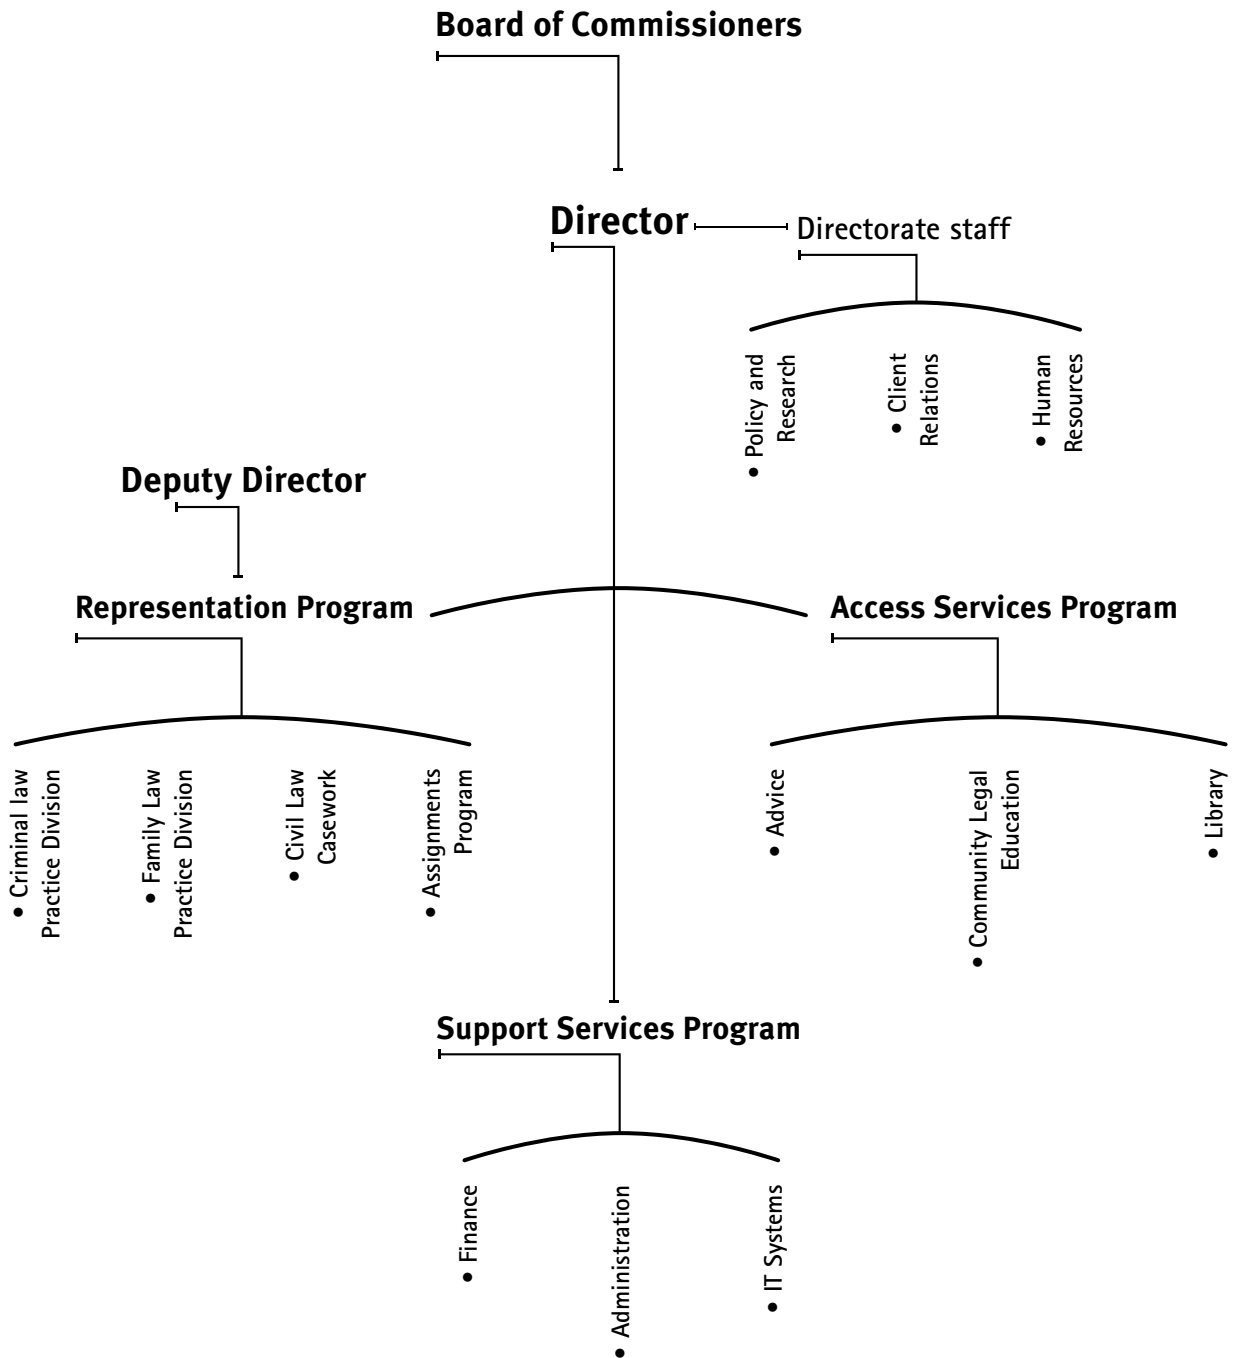 Board of Commissioners
Director
Directorate staff
• Policy and
Research
• Client
Relations
• Human
Resources
Deputy Director
Representation Program
Access Services Program
• Criminal law
Practice Division
• Family Law
Practice Division
• Civil Law
Casework
• Assignments
Program
• Advice
• Community Legal
Education
• Library
Support Services Program
• Finance
• Administration
• IT Systems